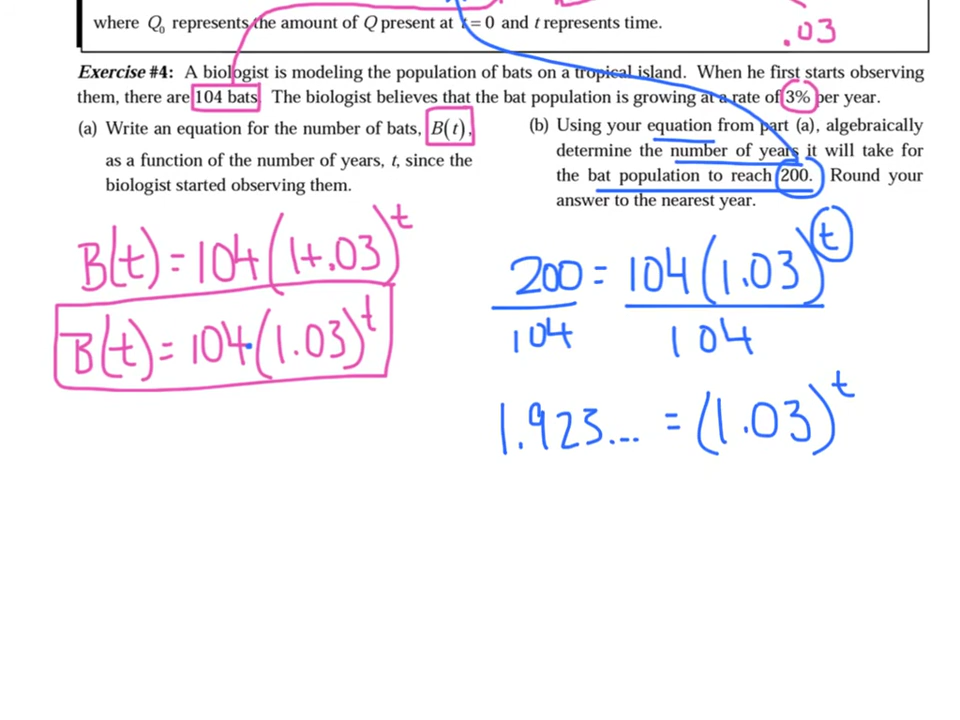 where Q₀ represents the amount of Q present at t = 0 and t represents time.
.03
Exercise #4: A biologist is modeling the population of bats on a tropical island. When he first starts observing
them, there are 104 bats. The biologist believes that the bat population is growing at a rate of 3% per year.
(a) Write an equation for the number of bats, B(t),
as a function of the number of years, t, since the
biologist started observing them.
B(t) = 104(1+.03)^t
B(t) = 104·(1.03)^t
(b) Using your equation from part (a), algebraically
determine the number of years it will take for
the bat population to reach 200. Round your
answer to the nearest year.
200 = 104(1.03)^t
104 104
1.923... = (1.03)^t